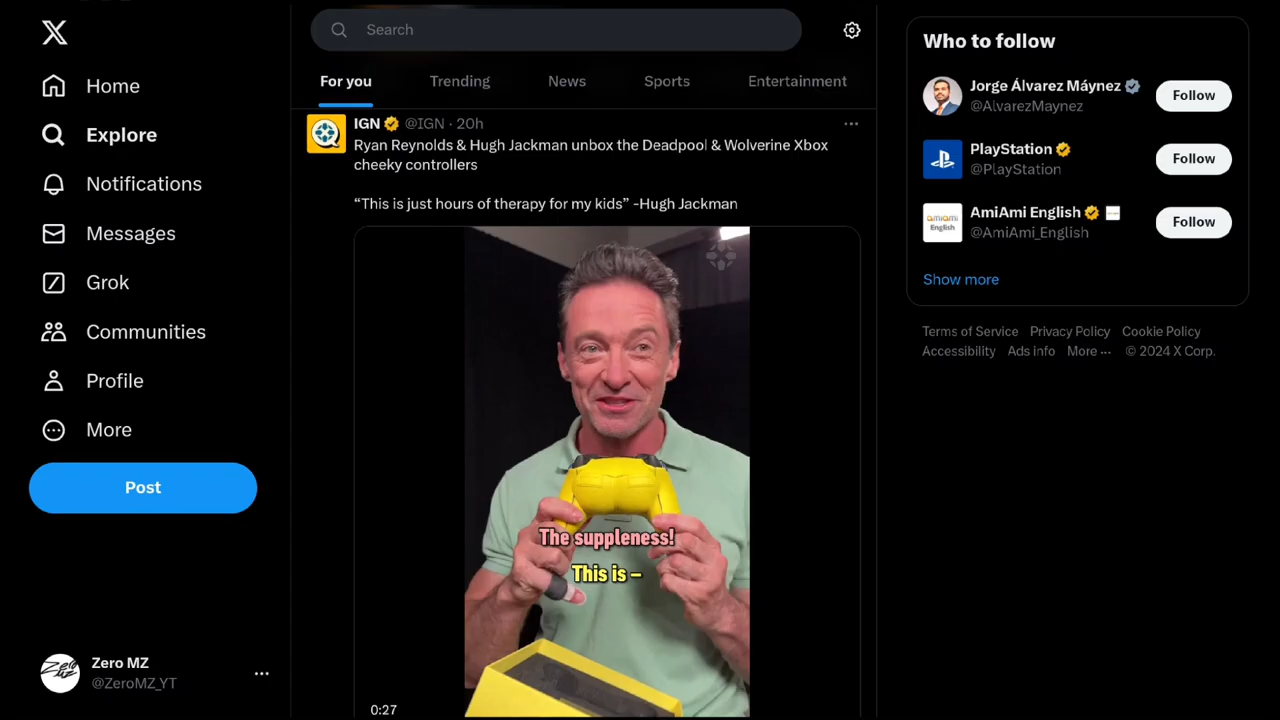 Home
Explore
Notifications
Messages
Grok
Communities
Profile
More
Post
Zero MZ
@ZeroMZ_YT
Search
For you
Trending
News
Sports
Entertainment
IGN @IGN · 20h
Ryan Reynolds & Hugh Jackman unbox the Deadpool & Wolverine Xbox
cheeky controllers
“This is just hours of therapy for my kids” -Hugh Jackman
The suppleness!
This is –
0:27
Who to follow
Jorge Álvarez Máynez
@AlvarezMaynez
Follow
PlayStation
@PlayStation
Follow
amiami
English
AmiAmi English
@AmiAmi_English
Follow
Show more
Terms of Service Privacy Policy Cookie Policy
Accessibility Ads info More ··· © 2024 X Corp.